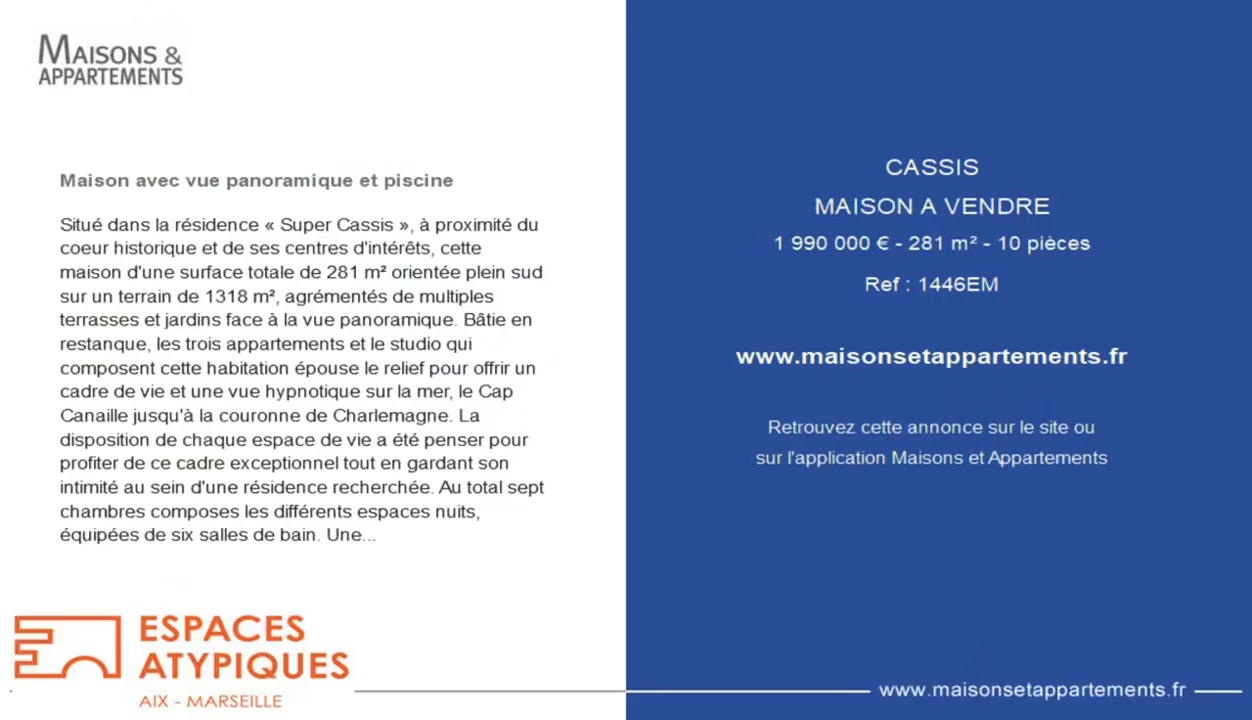 MAISONS &
APPARTEMENTS
Maison avec vue panoramique et piscine
Situé dans la résidence « Super Cassis », à proximité du
coeur historique et de ses centres d'intérêts, cette
maison d'une surface totale de 281 m² orientée plein sud
sur un terrain de 1318 m², agrémentés de multiples
terrasses et jardins face à la vue panoramique. Bâtie en
restanque, les trois appartements et le studio qui
composent cette habitation épouse le relief pour offrir un
cadre de vie et une vue hypnotique sur la mer, le Cap
Canaille jusqu'à la couronne de Charlemagne. La
disposition de chaque espace de vie a été penser pour
profiter de ce cadre exceptionnel tout en gardant son
intimité au sein d'une résidence recherchée. Au total sept
chambres composes les différents espaces nuits,
équipées de six salles de bain. Une...
ESPACES
ATYPIQUES
AIX - MARSEILLE
CASSIS
MAISON A VENDRE
1 990 000 € - 281 m² - 10 pièces
Ref : 1446EM
www.maisonsetappartements.fr
Retrouvez cette annonce sur le site ou
sur l'application Maisons et Appartements
www.maisonsetappartements.fr